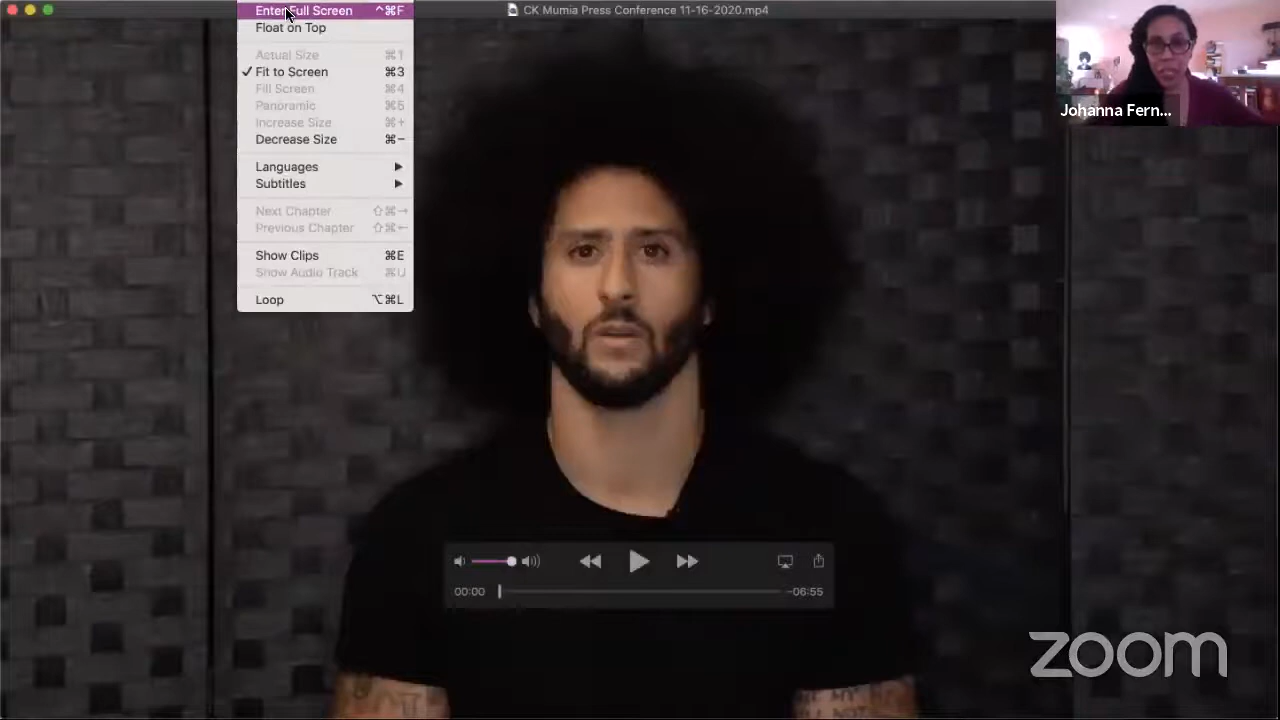 Enter Full Screen ^⌘F
Float on Top
Actual Size ⌘1
✓ Fit to Screen ⌘3
Fill Screen ⌘4
Panoramic ⌘5
Increase Size ⌘+
Decrease Size ⌘−
Languages ▶
Subtitles ▶
Next Chapter ⇧⌘→
Previous Chapter ⇧⌘←
Show Clips ⌘E
Show Audio Track ⌘U
Loop ⌥⌘L
CK Mumia Press Conference 11-16-2020.mp4
Johanna Fern...
00:00
-06:55
zoom